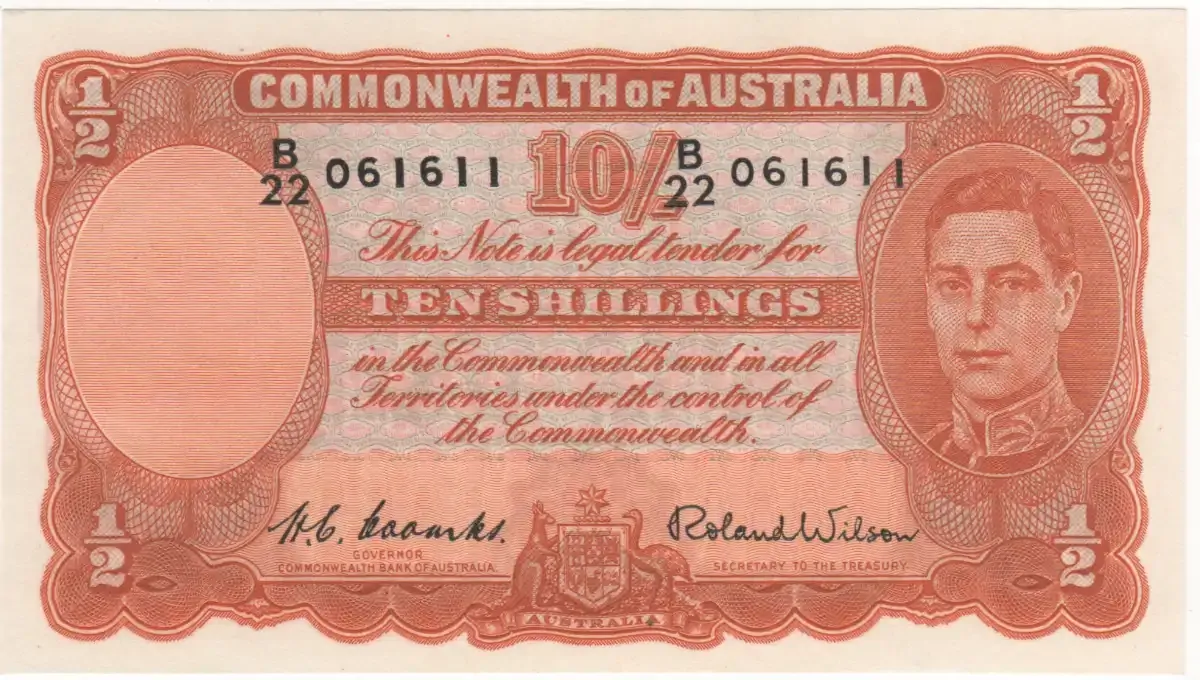 1/2
COMMONWEALTH OF AUSTRALIA
1/2
B/22 061611
10/-
B/22 061611
This Note is legal tender for
TEN SHILLINGS
in the Commonwealth and in all
Territories under the control of
the Commonwealth.
H.C. Coombs.
GOVERNOR
COMMONWEALTH BANK OF AUSTRALIA.
Roland Wilson
SECRETARY TO THE TREASURY.
1/2
AUSTRALIA
1/2